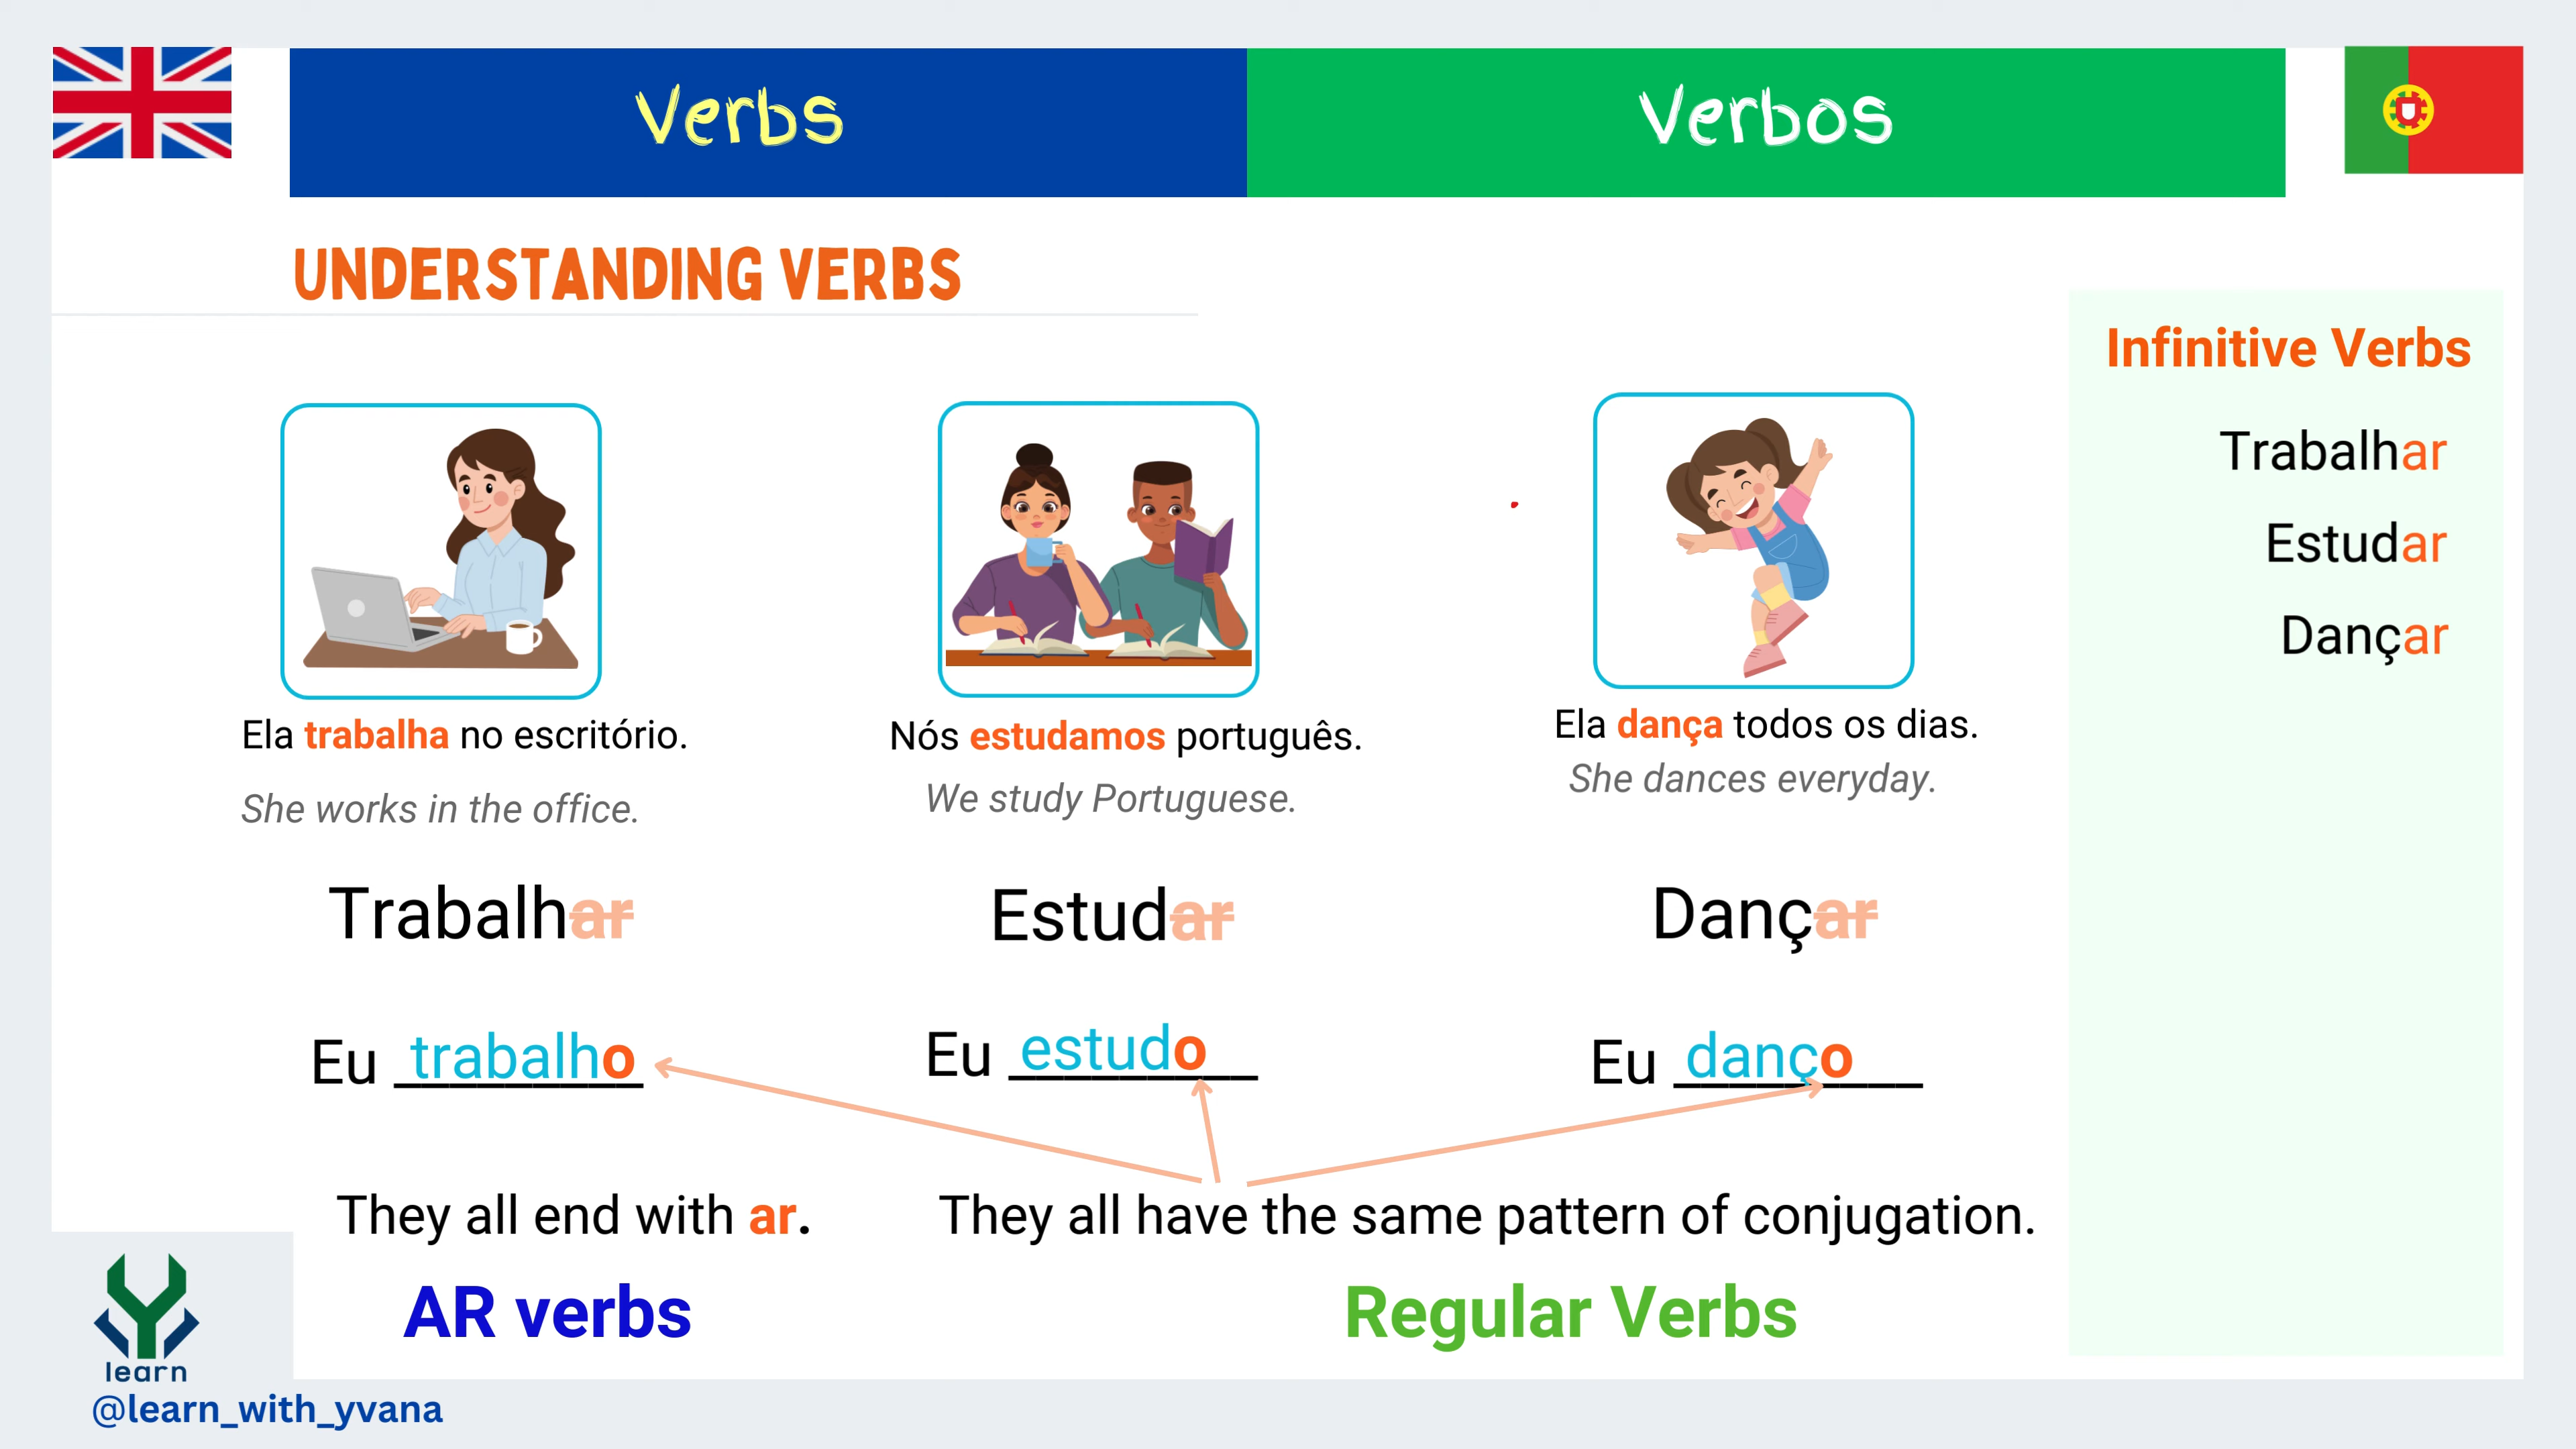 Verbs
Verbos
UNDERSTANDING VERBS
Infinitive Verbs
Trabalhar
Estudar
Dançar
Ela trabalha no escritório.
She works in the office.
Nós estudamos português.
We study Portuguese.
Ela dança todos os dias.
She dances everyday.
Trabalhar
Estudar
Dançar
Eu trabalho
Eu estudo
Eu danço
They all end with ar.
They all have the same pattern of conjugation.
AR verbs
Regular Verbs
learn
@learn_with_yvana